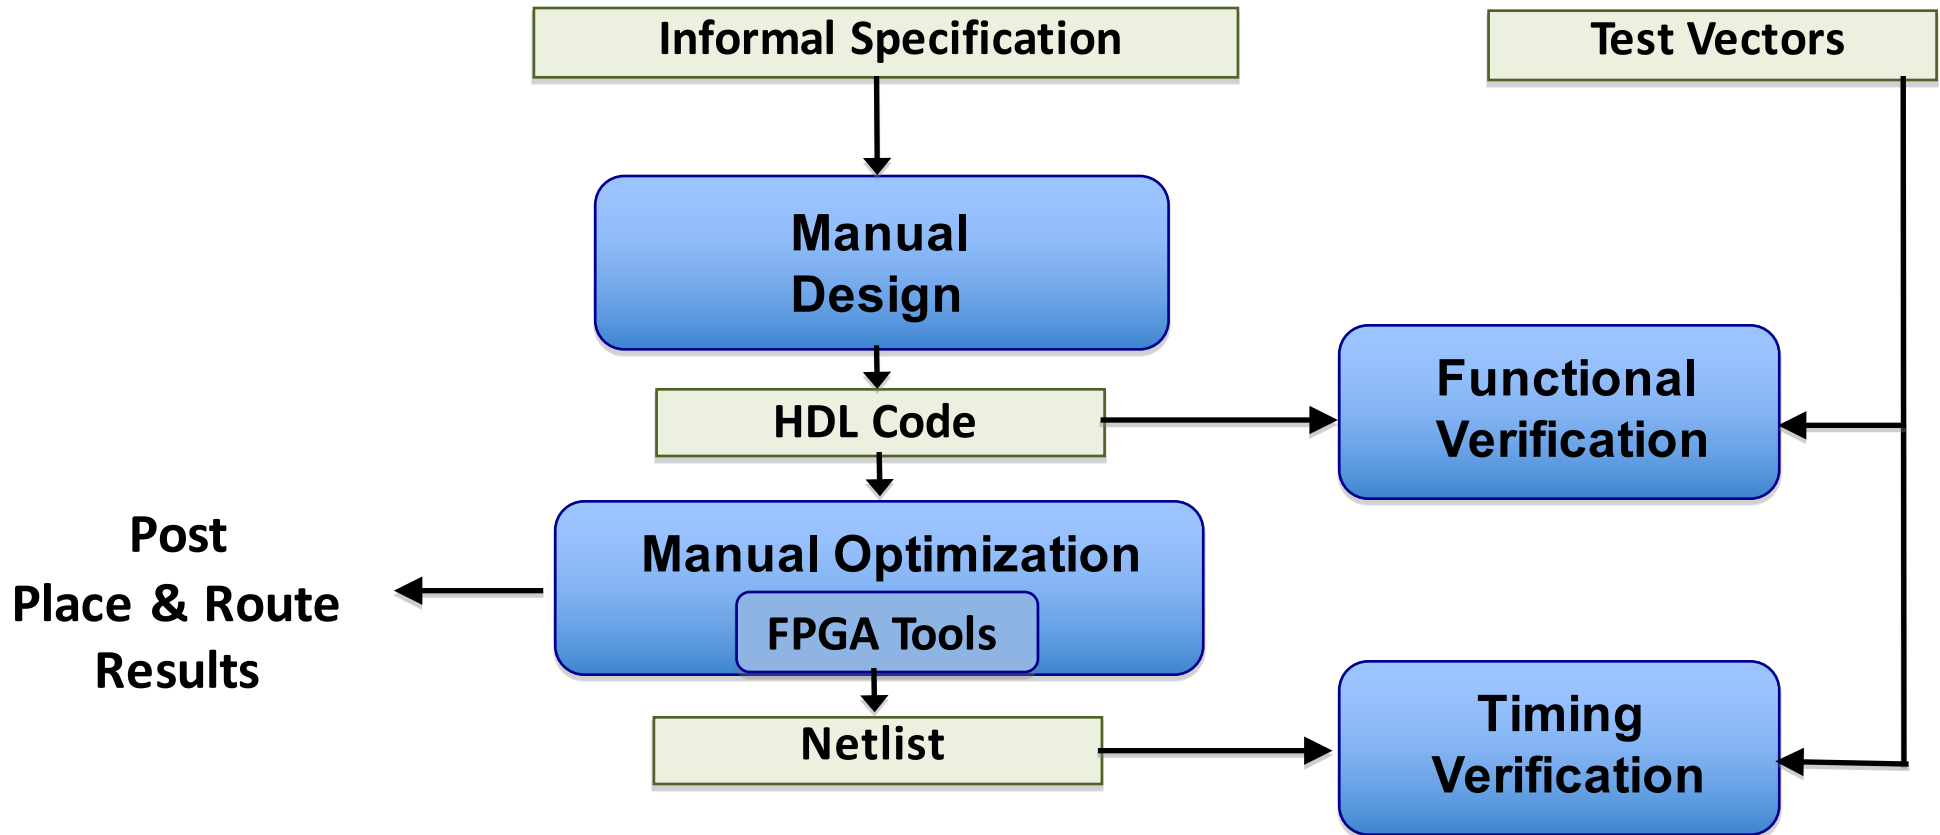 Informal Specification
Test Vectors
Manual
Design
HDL Code
Functional
Verification
Post
Place & Route
Results
Manual Optimization
FPGA Tools
Netlist
Timing
Verification